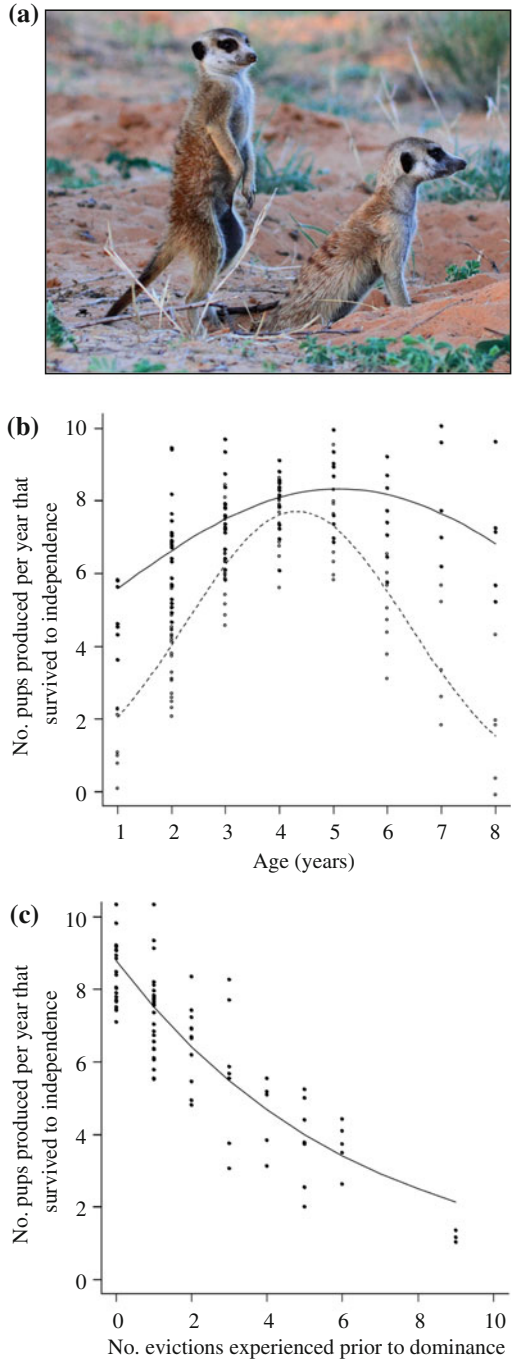 (a)
(b)
10
8
6
4
2
0
No. pups produced per year that
survived to independence
1 2 3 4 5 6 7 8
Age (years)
(c)
10
8
6
4
2
0
No. pups produced per year that
survived to independence
0 2 4 6 8 10
No. evictions experienced prior to dominance